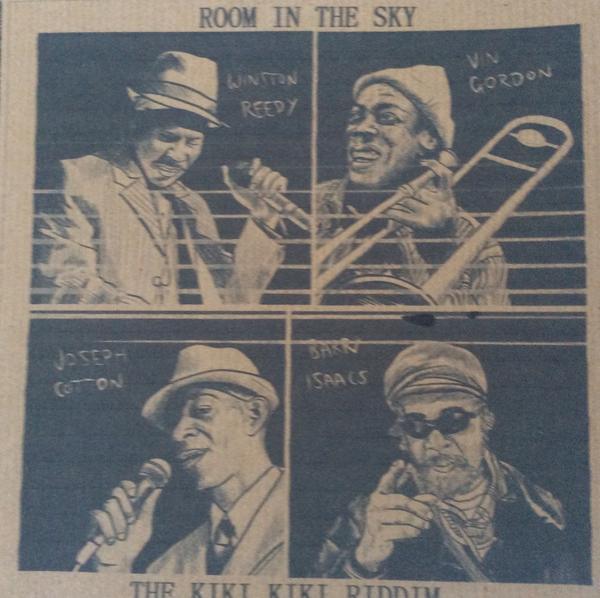 ROOM IN THE SKY
WINSTON
REEDY
VIN
GORDON
JOSEPH
COTTON
BARRY
ISAACS
THE KIKI KIKI RIDDIM